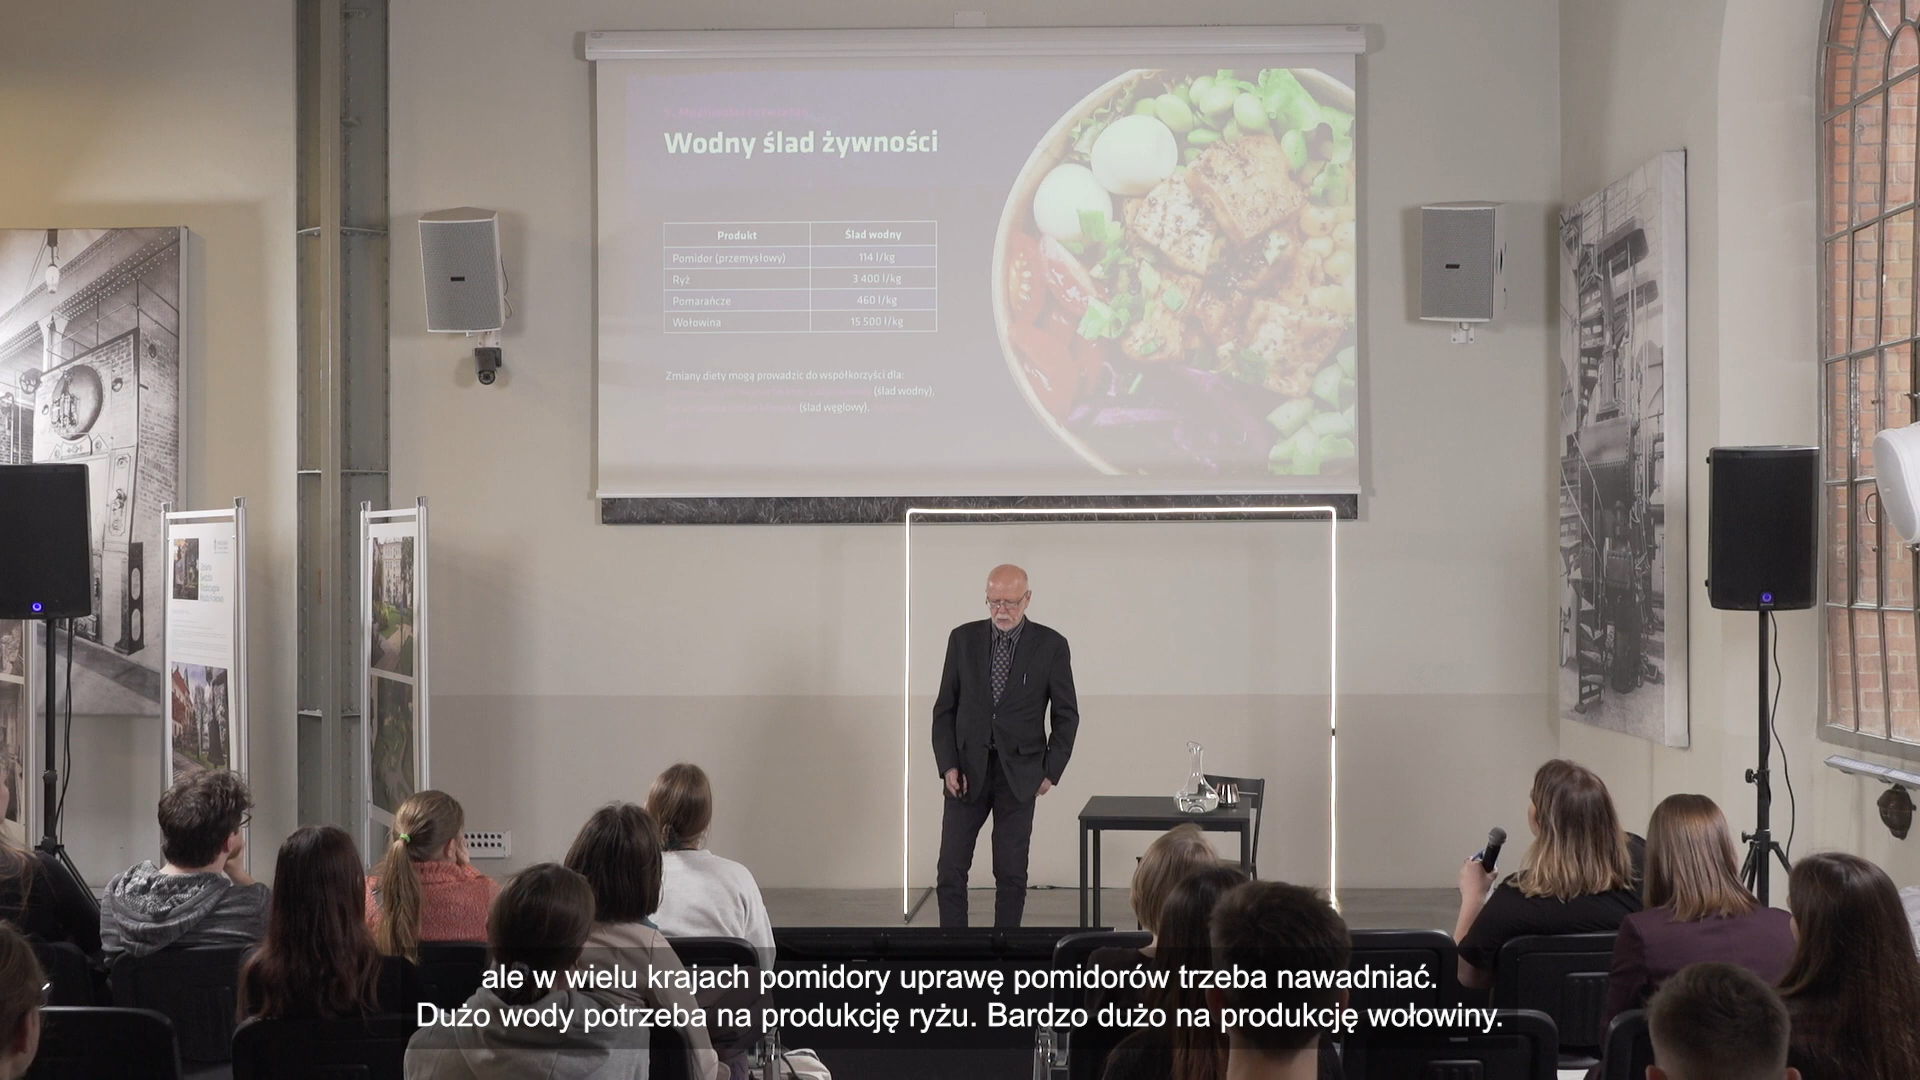 Wodny ślad żywności
Produkt Ślad wodny
Pomidor (przemysłowy) 114 l/kg
Ryż 3 400 l/kg
Pomarańcze 460 l/kg
Wołowina 15 500 l/kg
Zmiany diety mogą prowadzić do współkorzyści dla:
(ślad wodny),
(ślad węglowy),
ale w wielu krajach pomidory uprawę pomidorów trzeba nawadniać.
Dużo wody potrzeba na produkcję ryżu. Bardzo dużo na produkcję wołowiny.